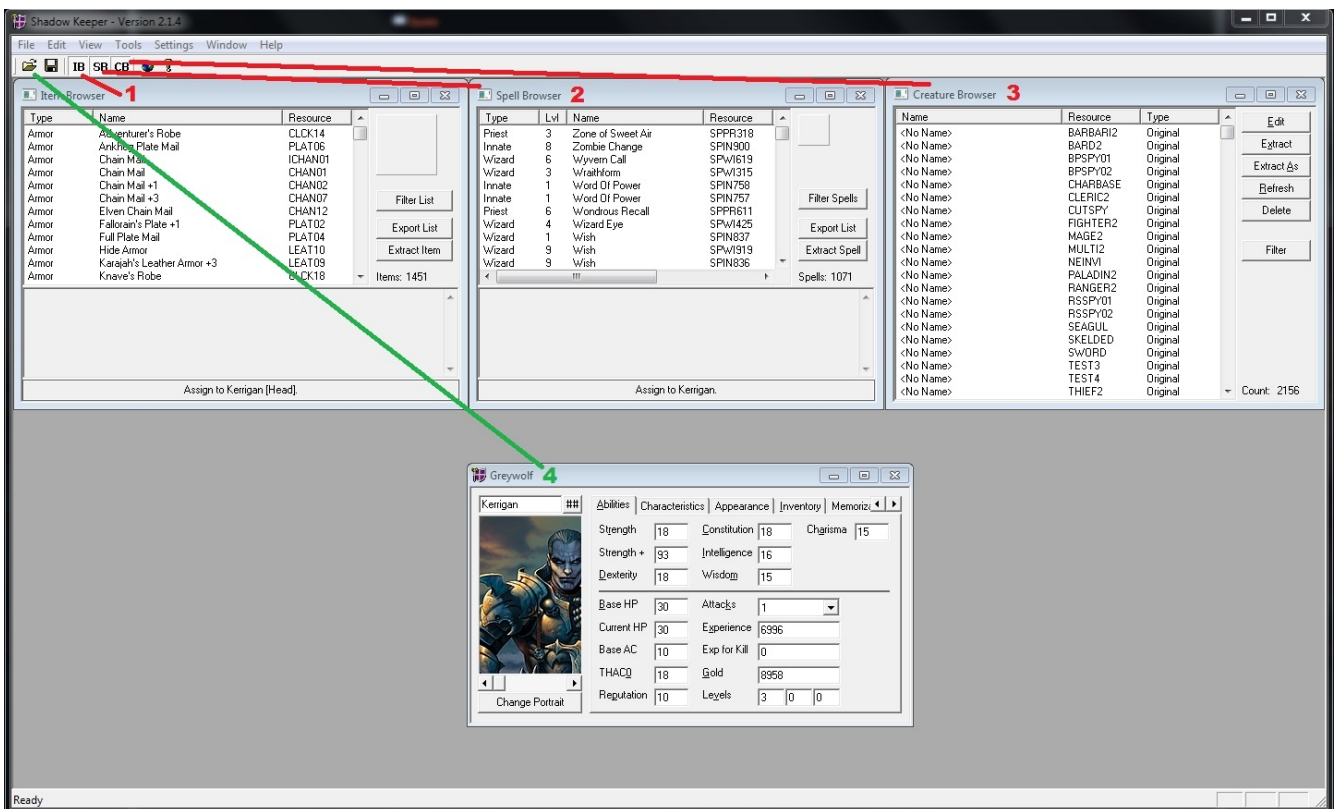 Shadow Keeper - Version 2.1.4
File Edit View Tools Settings Window Help
IB SB CB
1
Item Browser
Type Name Resource
Armor Adventurer's Robe CLCK14
Armor Ankheg Plate Mail PLAT06
Armor Chain Mail ICHAN01
Armor Chain Mail CHAN01
Armor Chain Mail +1 CHAN02
Armor Chain Mail +3 CHAN07
Armor Elven Chain Mail CHAN12
Armor Fallorain's Plate +1 PLAT02
Armor Full Plate Mail PLAT04
Armor Hide Armor LEAT10
Armor Karajah's Leather Armor +3 LEAT09
Armor Knave's Robe CLCK18
Filter List
Export List
Extract Item
Items: 1451
Assign to Kerrigan [Head].
Spell Browser 2
Type Lvl Name Resource
Priest 3 Zone of Sweet Air SPPR318
Innate 8 Zombie Change SPIN900
Wizard 6 Wyvern Call SPWI619
Wizard 3 Wraithform SPWI315
Innate 1 Word Of Power SPIN758
Innate 1 Word Of Power SPIN757
Priest 6 Wondrous Recall SPPR611
Wizard 4 Wizard Eye SPWI425
Wizard 1 Wish SPIN837
Wizard 9 Wish SPWI919
Wizard 9 Wish SPIN836
Filter Spells
Export List
Extract Spell
Spells: 1071
Assign to Kerrigan.
Creature Browser 3
Name Resource Type
<No Name> BARBARI2 Original
<No Name> BARD2 Original
<No Name> BPSPY01 Original
<No Name> BPSPY02 Original
<No Name> CHARBASE Original
<No Name> CLERIC2 Original
<No Name> CUTSPY Original
<No Name> FIGHTER2 Original
<No Name> MAGE2 Original
<No Name> MULTI2 Original
<No Name> NEINVI Original
<No Name> PALADIN2 Original
<No Name> RANGER2 Original
<No Name> RSSPY01 Original
<No Name> RSSPY02 Original
<No Name> SEAGUL Original
<No Name> SKELDED Original
<No Name> SWORD Original
<No Name> TEST3 Original
<No Name> TEST4 Original
<No Name> THIEF2 Original
Edit
Extract
Extract As
Refresh
Delete
Filter
Count: 2156
Greywolf 4
Kerrigan ##
Change Portrait
Abilities Characteristics Appearance Inventory Memoriz
Strength 18 Constitution 18 Charisma 15
Strength + 93 Intelligence 16
Dexterity 18 Wisdom 15
Base HP 30 Attacks 1
Current HP 30 Experience 6996
Base AC 10 Exp for Kill 0
THAC0 18 Gold 8958
Reputation 10 Levels 3 0 0
Ready